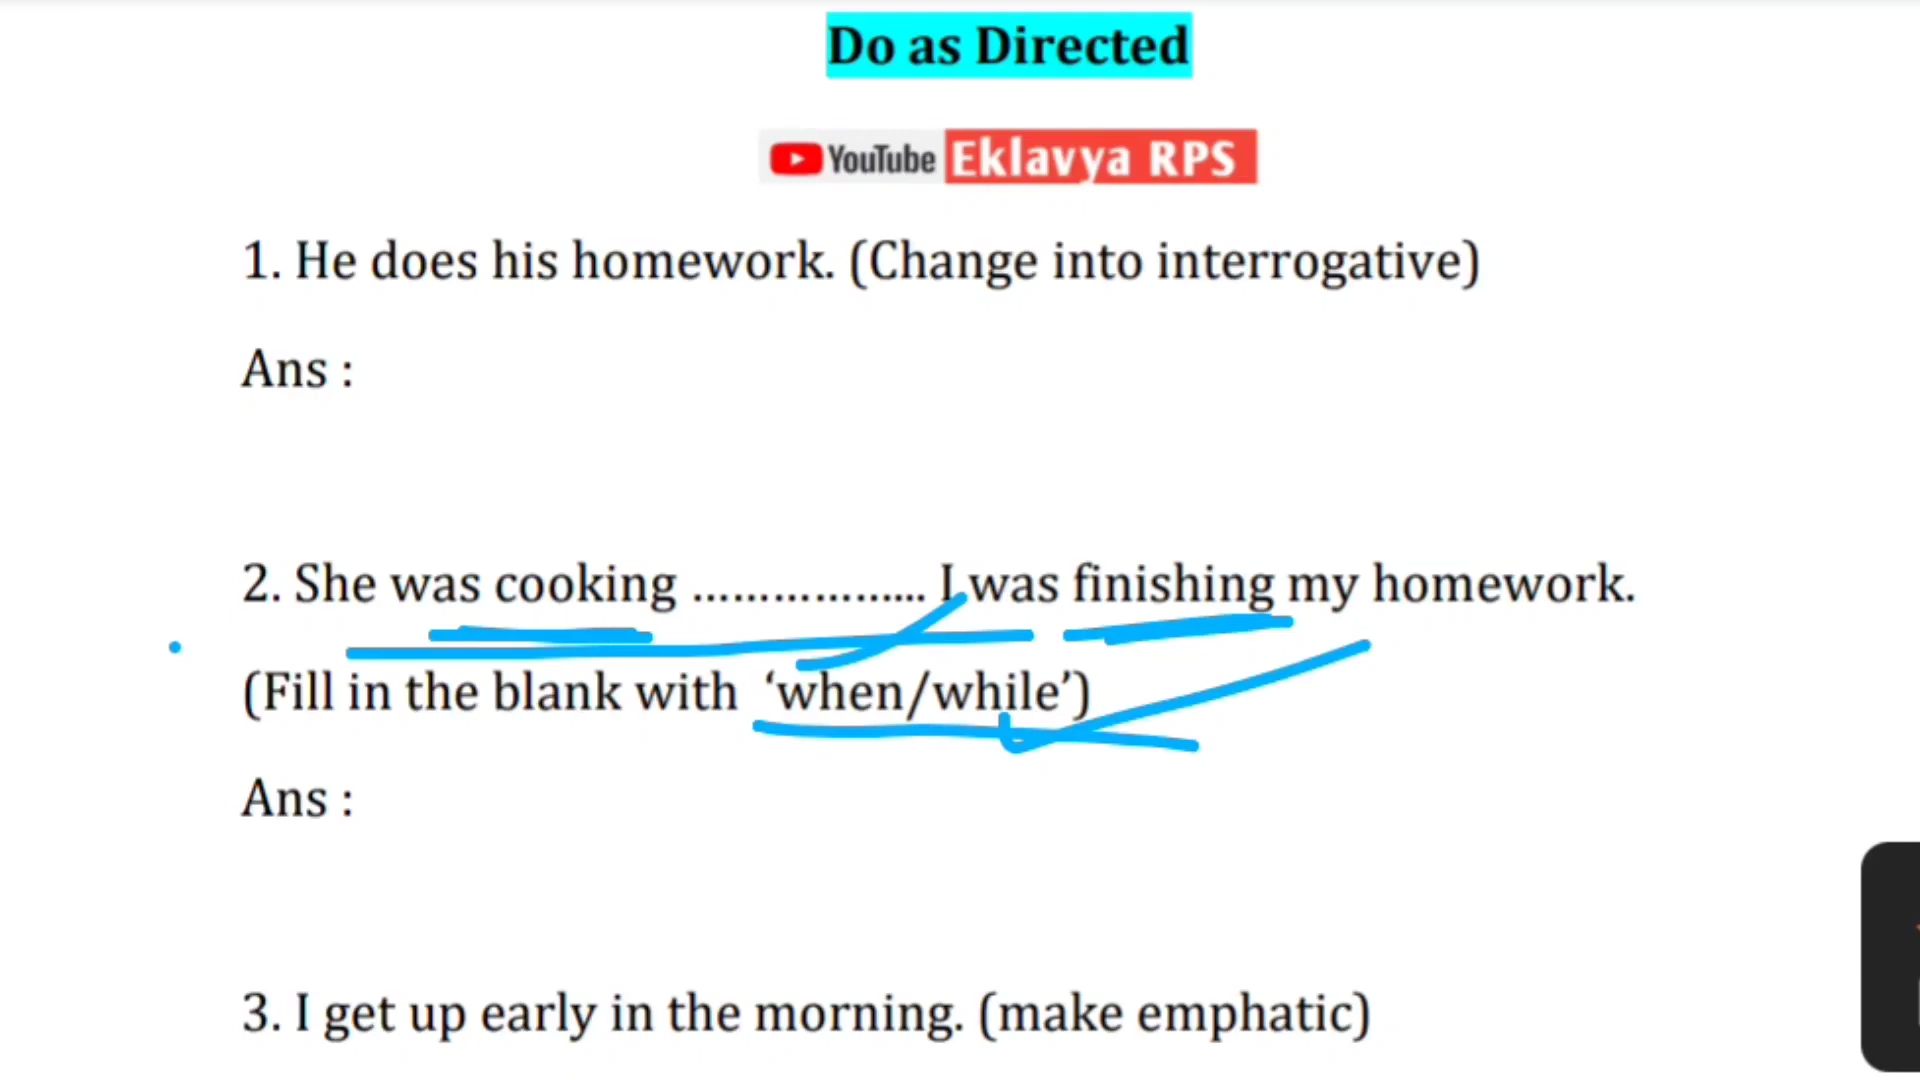 Do as Directed
YouTube Eklavya RPS
1. He does his homework. (Change into interrogative)
Ans :
2. She was cooking .................. I was finishing my homework.
(Fill in the blank with ‘when/while’)
Ans :
3. I get up early in the morning. (make emphatic)